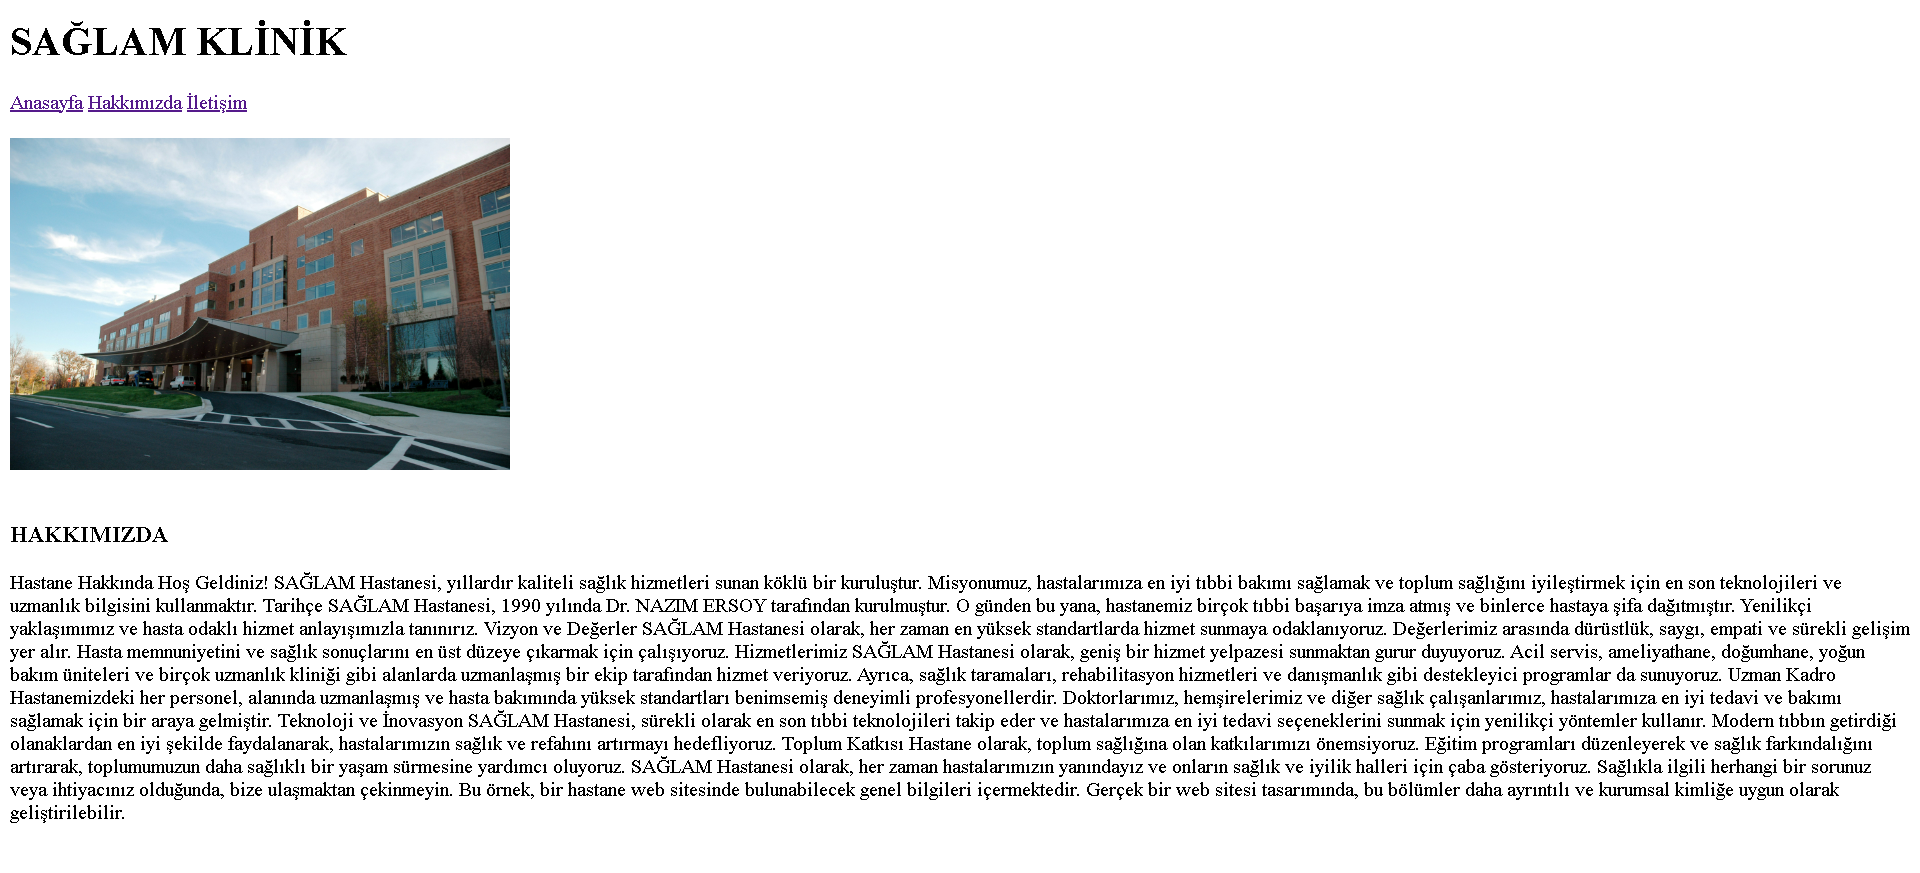 SAĞLAM KLİNİK
Anasayfa Hakkımızda İletişim
HAKKIMIZDA
Hastane Hakkında Hoş Geldiniz! SAĞLAM Hastanesi, yıllardır kaliteli sağlık hizmetleri sunan köklü bir kuruluştur. Misyonumuz, hastalarımıza en iyi tıbbi bakımı sağlamak ve toplum sağlığını iyileştirmek için en son teknolojileri ve
uzmanlık bilgisini kullanmaktır. Tarihçe SAĞLAM Hastanesi, 1990 yılında Dr. NAZIM ERSOY tarafından kurulmuştur. O günden bu yana, hastanemiz birçok tıbbi başarıya imza atmış ve binlerce hastaya şifa dağıtmıştır. Yenilikçi
yaklaşımımız ve hasta odaklı hizmet anlayışımızla tanınırız. Vizyon ve Değerler SAĞLAM Hastanesi olarak, her zaman en yüksek standartlarda hizmet sunmaya odaklanıyoruz. Değerlerimiz arasında dürüstlük, saygı, empati ve sürekli gelişim
yer alır. Hasta memnuniyetini ve sağlık sonuçlarını en üst düzeye çıkarmak için çalışıyoruz. Hizmetlerimiz SAĞLAM Hastanesi olarak, geniş bir hizmet yelpazesi sunmaktan gurur duyuyoruz. Acil servis, ameliyathane, doğumhane, yoğun
bakım üniteleri ve birçok uzmanlık kliniği gibi alanlarda uzmanlaşmış bir ekip tarafından hizmet veriyoruz. Ayrıca, sağlık taramaları, rehabilitasyon hizmetleri ve danışmanlık gibi destekleyici programlar da sunuyoruz. Uzman Kadro
Hastanemizdeki her personel, alanında uzmanlaşmış ve hasta bakımında yüksek standartları benimsemiş deneyimli profesyonellerdir. Doktorlarımız, hemşirelerimiz ve diğer sağlık çalışanlarımız, hastalarımıza en iyi tedavi ve bakımı
sağlamak için bir araya gelmiştir. Teknoloji ve İnovasyon SAĞLAM Hastanesi, sürekli olarak en son tıbbi teknolojileri takip eder ve hastalarımıza en iyi tedavi seçeneklerini sunmak için yenilikçi yöntemler kullanır. Modern tıbbın getirdiği
olanaklardan en iyi şekilde faydalanarak, hastalarımızın sağlık ve refahını artırmayı hedefliyoruz. Toplum Katkısı Hastane olarak, toplum sağlığına olan katkılarımızı önemsiyoruz. Eğitim programları düzenleyerek ve sağlık farkındalığını
artırarak, toplumumuzun daha sağlıklı bir yaşam sürmesine yardımcı oluyoruz. SAĞLAM Hastanesi olarak, her zaman hastalarımızın yanındayız ve onların sağlık ve iyilik halleri için çaba gösteriyoruz. Sağlıkla ilgili herhangi bir sorunuz
veya ihtiyacınız olduğunda, bize ulaşmaktan çekinmeyin. Bu örnek, bir hastane web sitesinde bulunabilecek genel bilgileri içermektedir. Gerçek bir web sitesi tasarımında, bu bölümler daha ayrıntılı ve kurumsal kimliğe uygun olarak
geliştirilebilir.